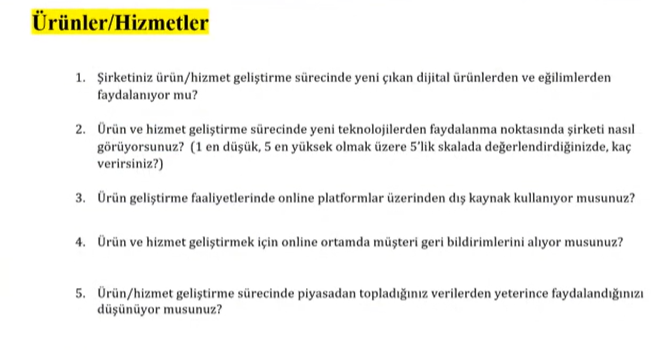 Ürünler/Hizmetler
1. Şirketiniz ürün/hizmet geliştirme sürecinde yeni çıkan dijital ürünlerden ve eğilimlerden
faydalanıyor mu?
2. Ürün ve hizmet geliştirme sürecinde yeni teknolojilerden faydalanma noktasında şirketi nasıl
görüyorsunuz? (1 en düşük, 5 en yüksek olmak üzere 5'lik skalada değerlendirdiğinizde, kaç
verirsiniz?)
3. Ürün geliştirme faaliyetlerinde online platformlar üzerinden dış kaynak kullanıyor musunuz?
4. Ürün ve hizmet geliştirmek için online ortamda müşteri geri bildirimlerini alıyor musunuz?
5. Ürün/hizmet geliştirme sürecinde piyasadan topladığınız verilerden yeterince faydalandığınızı
düşünüyor musunuz?